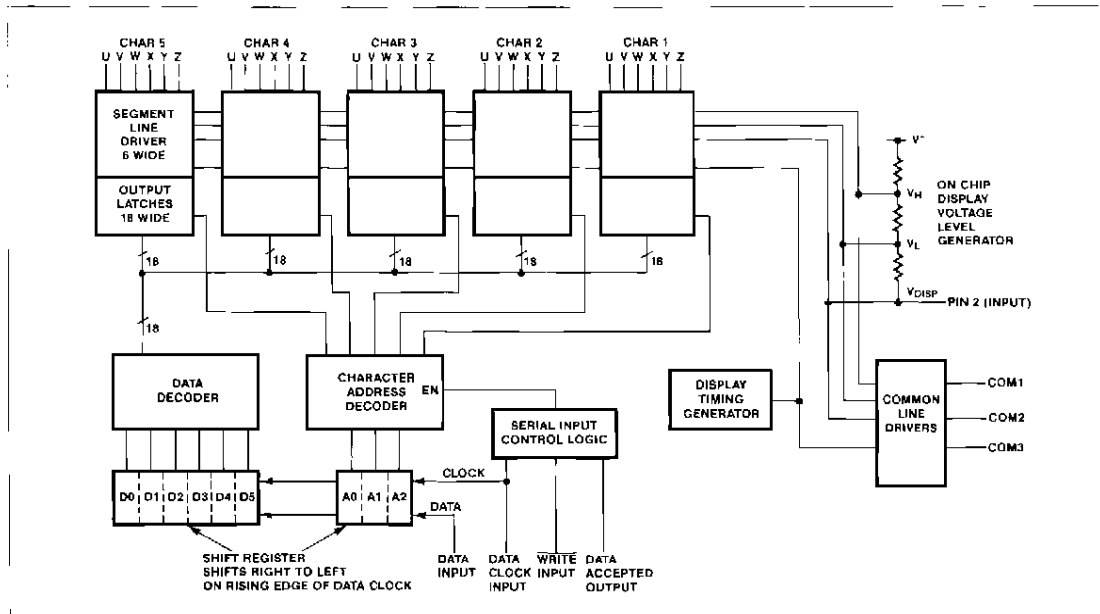 CHAR 5 CHAR 4 CHAR 3 CHAR 2 CHAR 1
U V W X Y Z U V W X Y Z U V W X Y Z U V W X Y Z U V W X Y Z
SEGMENT
LINE
DRIVER
6 WIDE
OUTPUT
LATCHES
18 WIDE
V+
VH
ON CHIP
DISPLAY
VOLTAGE
LEVEL
GENERATOR
VL
VDISP
PIN 2 (INPUT)
18 18 18 18 18
18
DATA
DECODER
CHARACTER
ADDRESS
DECODER
EN
DISPLAY
TIMING
GENERATOR
COMMON
LINE
DRIVERS
COM1
COM2
COM3
SERIAL INPUT
CONTROL LOGIC
CLOCK
D0 D1 D2 D3 D4 D5 A0 A1 A2
DATA
SHIFT REGISTER
SHIFTS RIGHT TO LEFT
ON RISING EDGE OF DATA CLOCK
DATA
INPUT
DATA
CLOCK
INPUT
WRITE
INPUT
DATA
ACCEPTED
OUTPUT